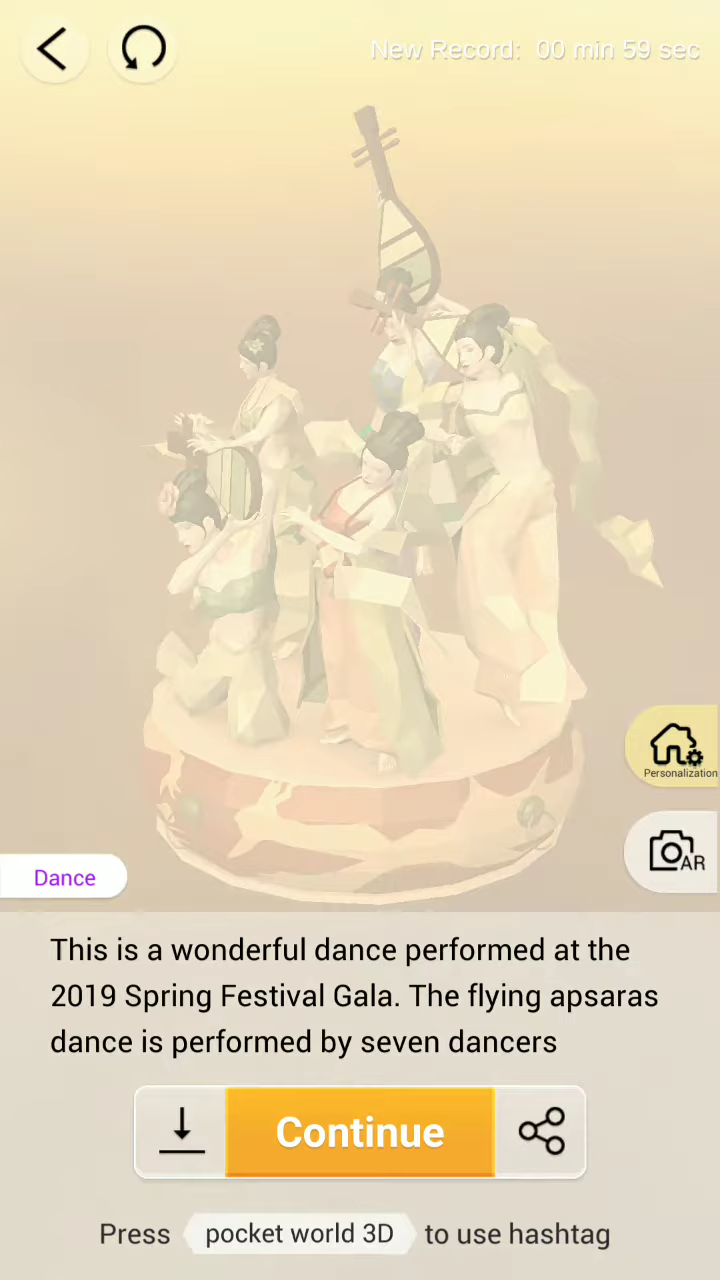 New Record: 00 min 59 sec
Personalization
AR
Dance
This is a wonderful dance performed at the
2019 Spring Festival Gala. The flying apsaras
dance is performed by seven dancers
Continue
Press pocket world 3D to use hashtag